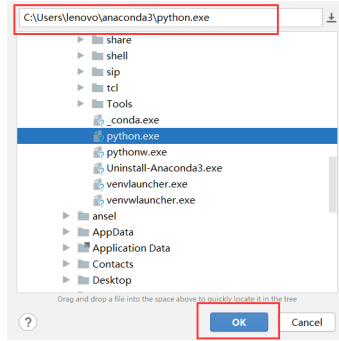 C:\Users\lenovo\anaconda3\python.exe
share
shell
sip
tcl
Tools
_conda.exe
python.exe
pythonw.exe
Uninstall-Anaconda3.exe
venvlauncher.exe
venvwlauncher.exe
ansel
AppData
Application Data
Contacts
Desktop
Drag and drop a file into the space above to quickly locate it in the tree
?
OK
Cancel